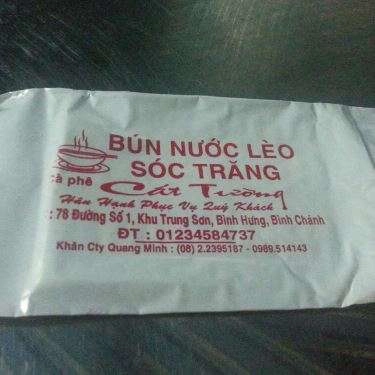 BÚN NƯỚC LÈO
SÓC TRĂNG
cà phê Cát Tường
Hân Hạnh Phục Vụ Quý Khách
: 78 Đường Số 1, Khu Trung Sơn, Bình Hưng, Bình Chánh
ĐT : 01234584737
Khăn Cty Quang Minh : (08) 2.2395187 - 0989.514143